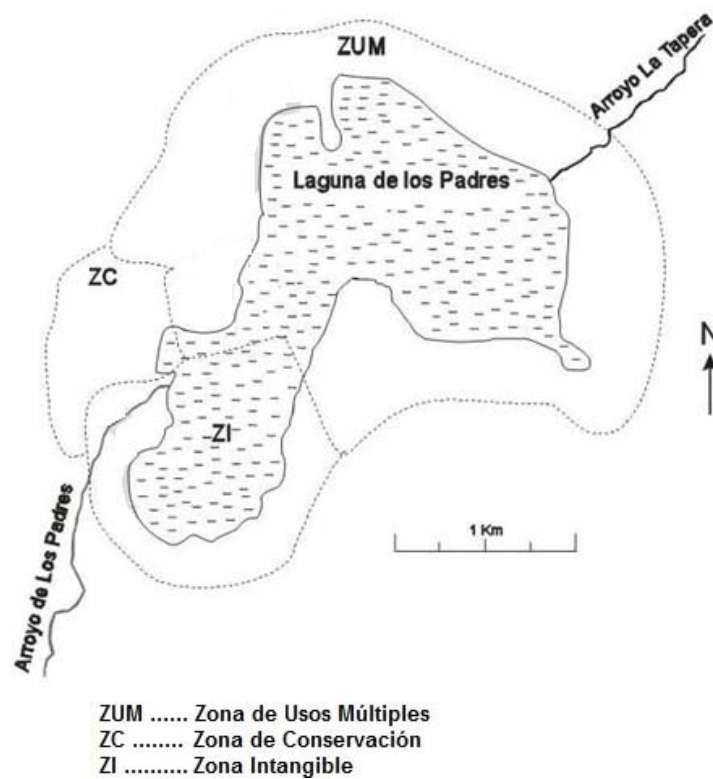 ZUM
Arroyo La Tapera
Laguna de los Padres
ZC
N
ZI
1 Km
Arroyo de Los Padres
ZUM ...... Zona de Usos Múltiples
ZC ........ Zona de Conservación
ZI .......... Zona Intangible